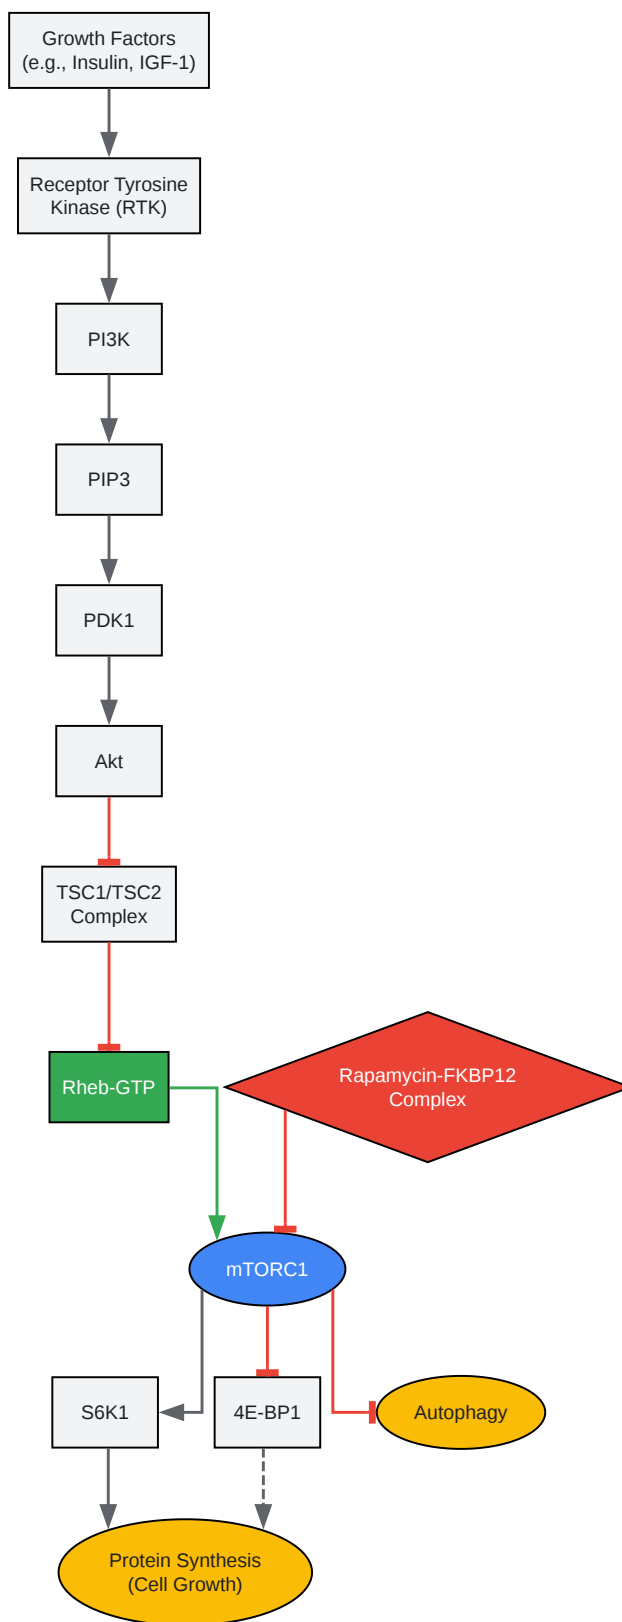 Growth Factors
(e.g., Insulin, IGF-1)
Receptor Tyrosine
Kinase (RTK)
PI3K
PIP3
PDK1
Akt
TSC1/TSC2
Complex
Rheb-GTP
Rapamycin-FKBP12
Complex
mTORC1
S6K1
4E-BP1
Autophagy
Protein Synthesis
(Cell Growth)